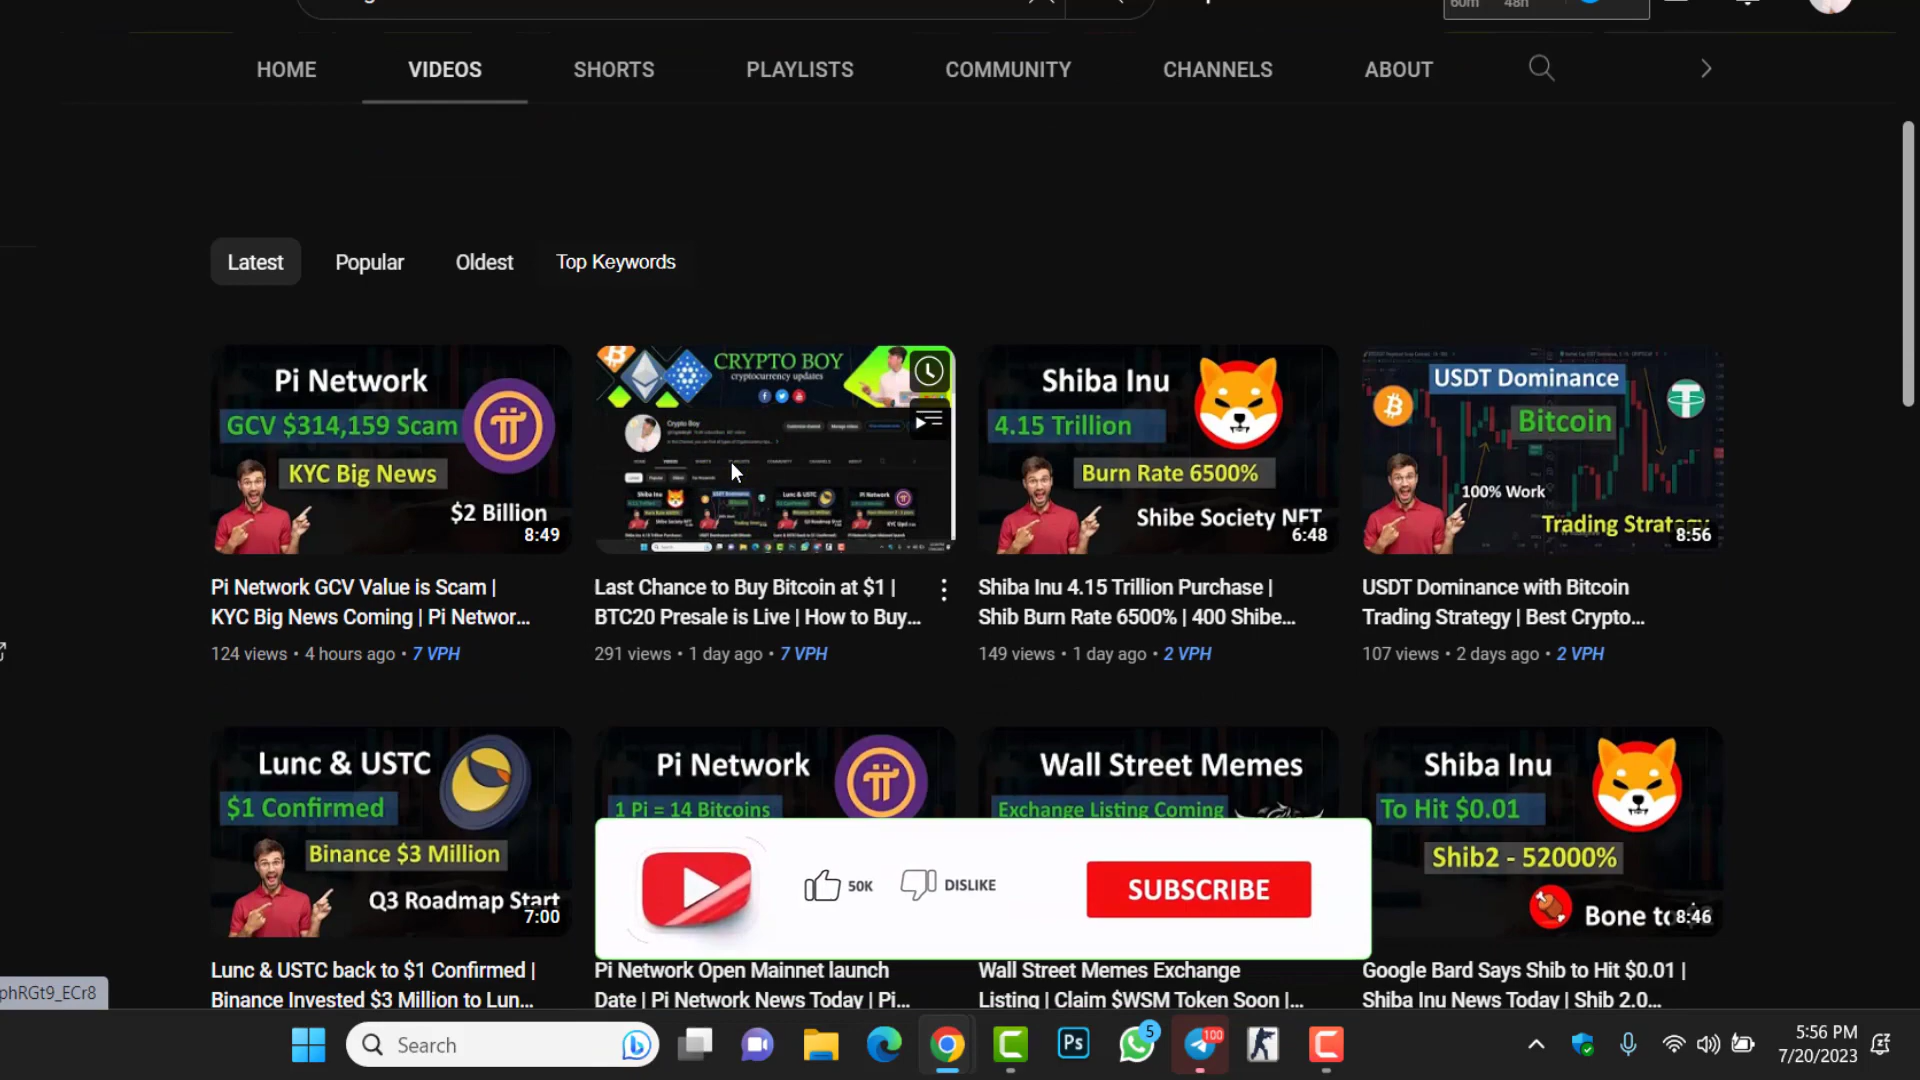 60m 48h
HOME VIDEOS SHORTS PLAYLISTS COMMUNITY CHANNELS ABOUT
Latest Popular Oldest Top Keywords
Pi Network
GCV $314,159 Scam
KYC Big News
$2 Billion
8:49
CRYPTO BOY
cryptocurrency updates
Crypto Boy
Shiba Inu
4.15 Trillion
Burn Rate 6500%
Shibe Society NFT
6:48
USDT Dominance
Bitcoin
100% Work
Trading Strategy
8:56
Pi Network GCV Value is Scam |
KYC Big News Coming | Pi Networ...
124 views • 4 hours ago • 7 VPH
Last Chance to Buy Bitcoin at $1 |
BTC20 Presale is Live | How to Buy...
291 views • 1 day ago • 7 VPH
Shiba Inu 4.15 Trillion Purchase |
Shib Burn Rate 6500% | 400 Shibe...
149 views • 1 day ago • 2 VPH
USDT Dominance with Bitcoin
Trading Strategy | Best Crypto...
107 views • 2 days ago • 2 VPH
Lunc & USTC
$1 Confirmed
Binance $3 Million
Q3 Roadmap Start
7:00
Pi Network
1 Pi = 14 Bitcoins
Wall Street Memes
Exchange Listing Coming
Shiba Inu
To Hit $0.01
Shib2 - 52000%
Bone to
8:46
50K DISLIKE SUBSCRIBE
Lunc & USTC back to $1 Confirmed |
Binance Invested $3 Million to Lun...
Pi Network Open Mainnet launch
Date | Pi Network News Today | Pi...
Wall Street Memes Exchange
Listing | Claim $WSM Token Soon |...
Google Bard Says Shib to Hit $0.01 |
Shiba Inu News Today | Shib 2.0...
phRGt9_ECr8
Search
Ps
5
100
5:56 PM
7/20/2023